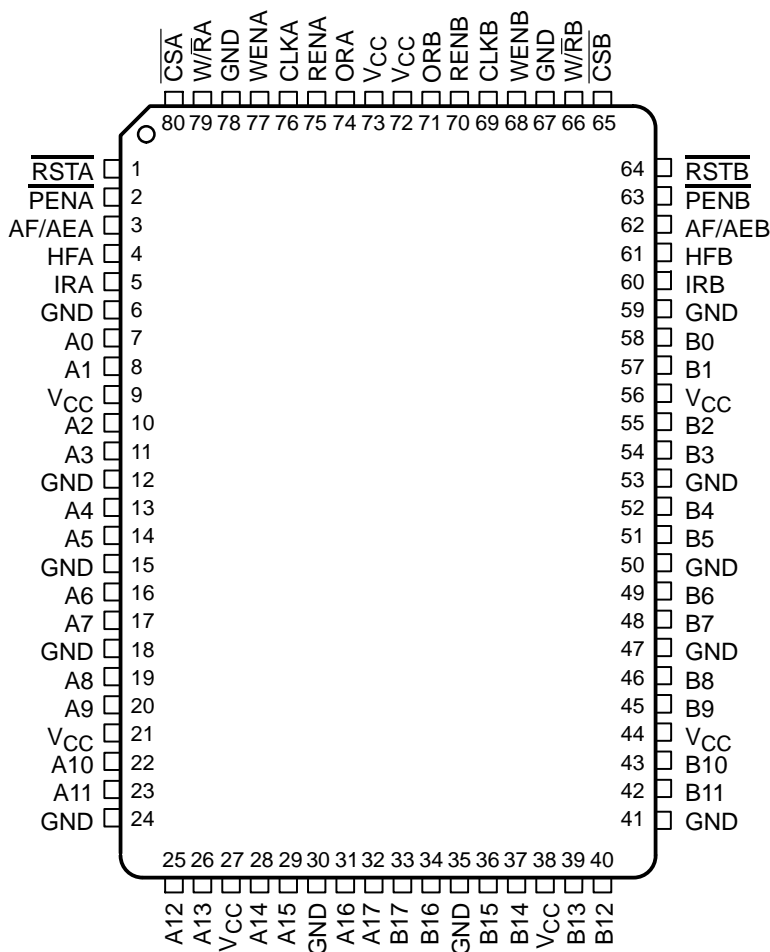 C̅S̅A̅ W/R̅A GND WENA CLKA RENA ORA VCC VCC ORB RENB CLKB WENB GND W/R̅B C̅S̅B̅
80 79 78 77 76 75 74 73 72 71 70 69 68 67 66 65
R̅S̅T̅A̅ 1 64 R̅S̅T̅B̅
P̅E̅N̅A̅ 2 63 P̅E̅N̅B̅
AF/AEA 3 62 AF/AEB
HFA 4 61 HFB
IRA 5 60 IRB
GND 6 59 GND
A0 7 58 B0
A1 8 57 B1
VCC 9 56 VCC
A2 10 55 B2
A3 11 54 B3
GND 12 53 GND
A4 13 52 B4
A5 14 51 B5
GND 15 50 GND
A6 16 49 B6
A7 17 48 B7
GND 18 47 GND
A8 19 46 B8
A9 20 45 B9
VCC 21 44 VCC
A10 22 43 B10
A11 23 42 B11
GND 24 41 GND
25 26 27 28 29 30 31 32 33 34 35 36 37 38 39 40
A12 A13 VCC A14 A15 GND A16 A17 B17 B16 GND B15 B14 VCC B13 B12